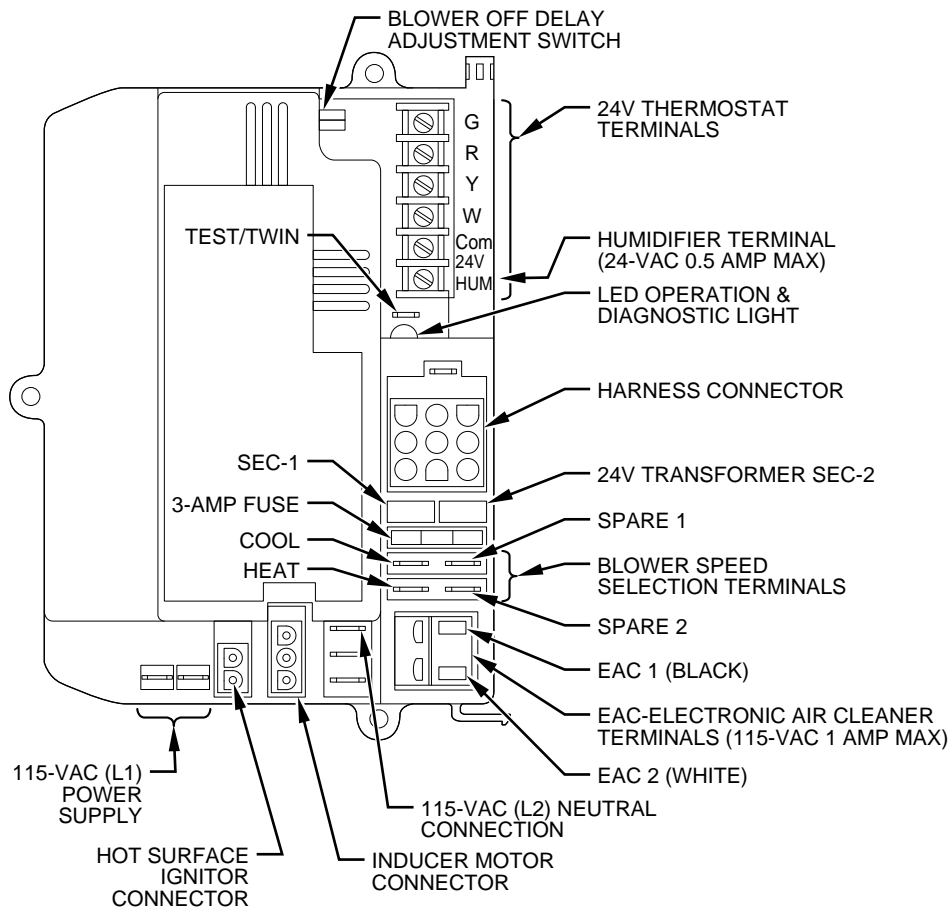 BLOWER OFF DELAY
ADJUSTMENT SWITCH
24V THERMOSTAT
TERMINALS
G
R
Y
W
Com
24V
HUM
TEST/TWIN
HUMIDIFIER TERMINAL
(24-VAC 0.5 AMP MAX)
LED OPERATION &
DIAGNOSTIC LIGHT
HARNESS CONNECTOR
SEC-1
24V TRANSFORMER SEC-2
3-AMP FUSE
SPARE 1
COOL
BLOWER SPEED
SELECTION TERMINALS
HEAT
SPARE 2
EAC 1 (BLACK)
EAC-ELECTRONIC AIR CLEANER
TERMINALS (115-VAC 1 AMP MAX)
EAC 2 (WHITE)
115-VAC (L1)
POWER
SUPPLY
115-VAC (L2) NEUTRAL
CONNECTION
HOT SURFACE
IGNITOR
CONNECTOR
INDUCER MOTOR
CONNECTOR